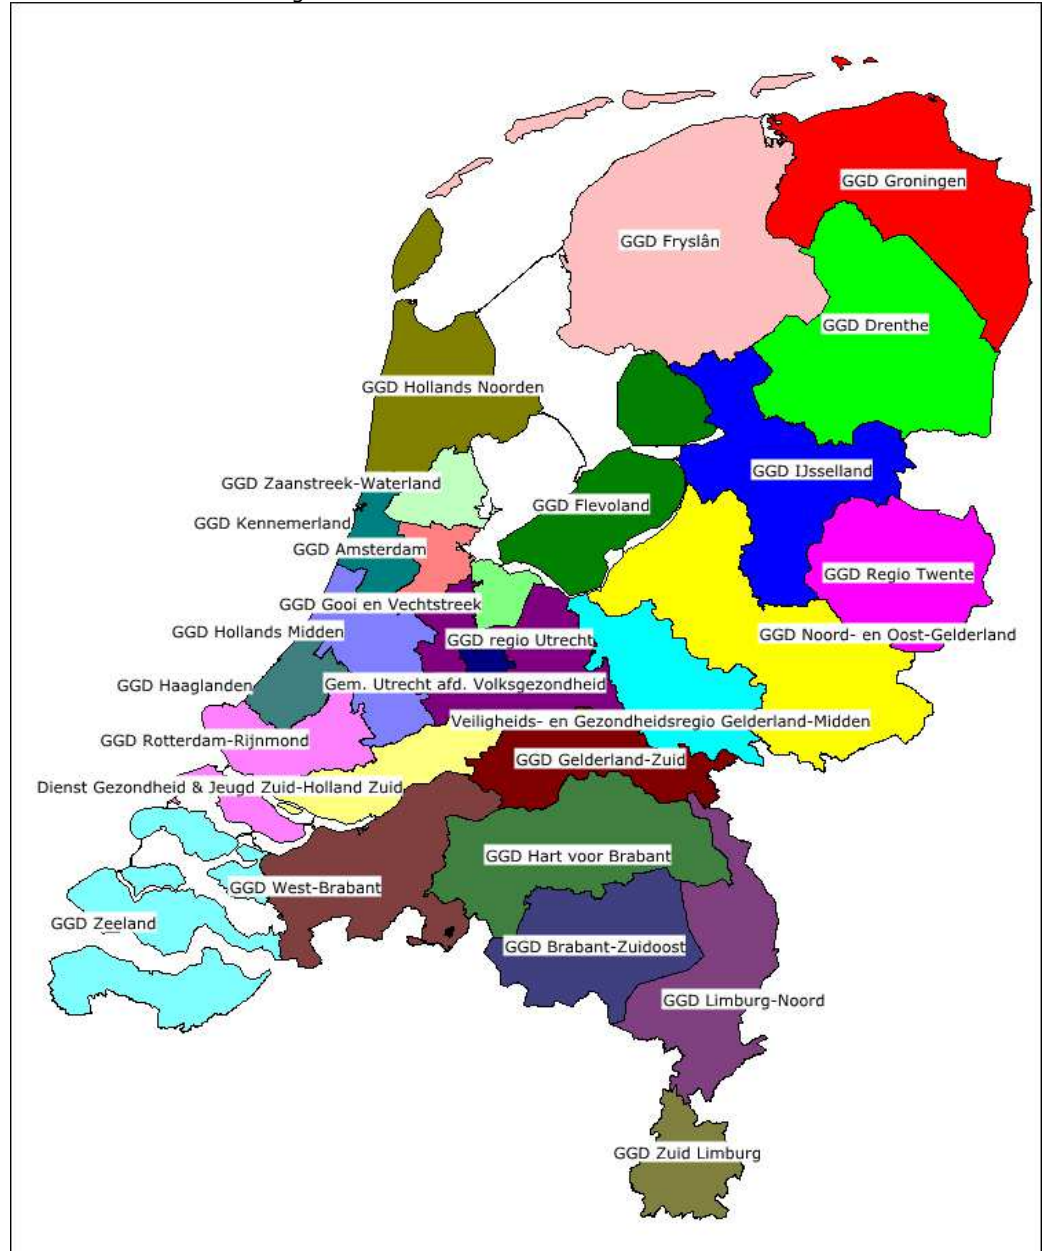 GGD Groningen
GGD Fryslân
GGD Drenthe
GGD Hollands Noorden
GGD IJsselland
GGD Zaanstreek-Waterland
GGD Flevoland
GGD Kennemerland
GGD Amsterdam
GGD Regio Twente
GGD Gooi en Vechtstreek
GGD Hollands Midden
GGD Noord- en Oost-Gelderland
GGD regio Utrecht
Gem. Utrecht afd. Volksgezondheid
GGD Haaglanden
Veiligheids- en Gezondheidsregio Gelderland-Midden
GGD Rotterdam-Rijnmond
GGD Gelderland-Zuid
Dienst Gezondheid & Jeugd Zuid-Holland Zuid
GGD Hart voor Brabant
GGD West-Brabant
GGD Zeeland
GGD Brabant-Zuidoost
GGD Limburg-Noord
GGD Zuid Limburg